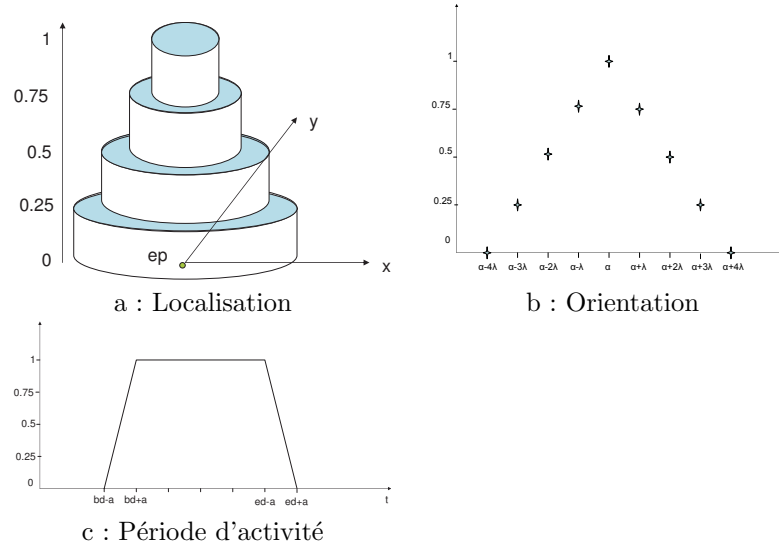 1
0.75
0.5
0.25
0
ep
y
x
a : Localisation
1
0.75
0.5
0.25
0
α-4λ α-3λ α-2λ α-λ α α+λ α+2λ α+3λ α+4λ
b : Orientation
1
0.75
0.5
0.25
0
bd-a bd+a ed-a ed+a t
c : Période d'activité